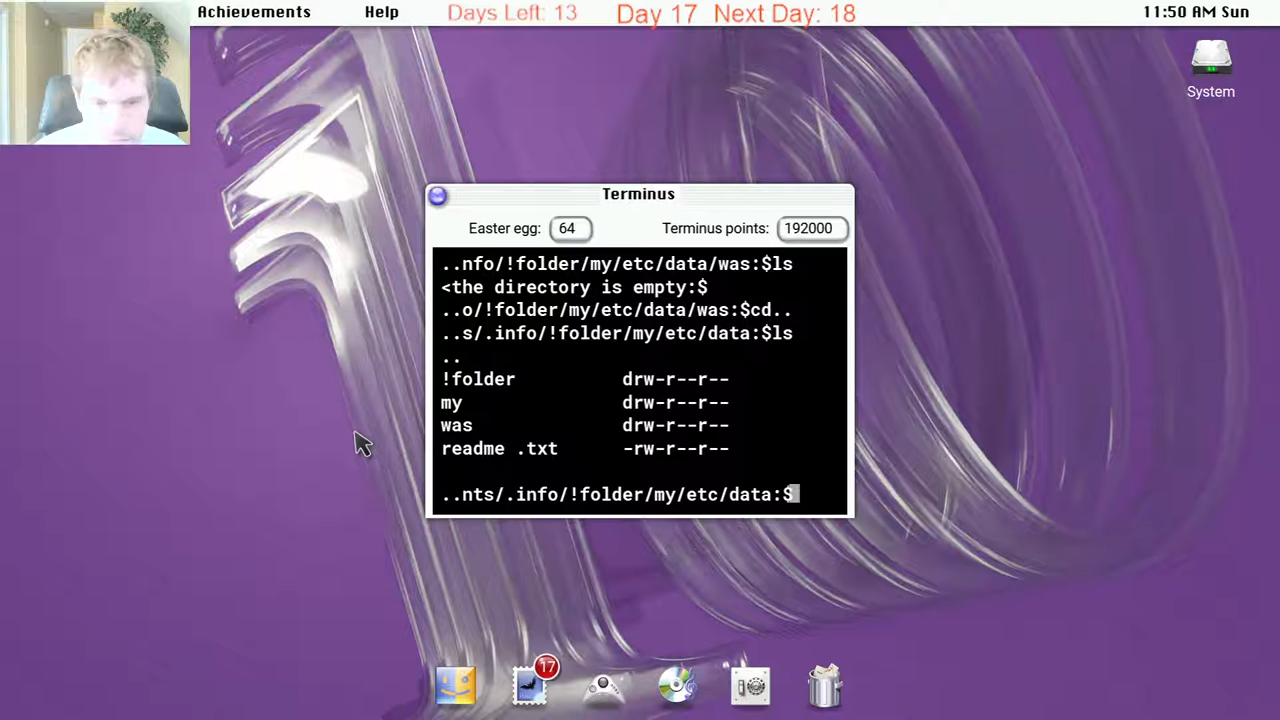 Achievements Help Days Left: 13 Day 17 Next Day: 18 11:50 AM Sun
System
Terminus
Easter egg: 64 Terminus points: 192000
..nfo/!folder/my/etc/data/was:$ls
<the directory is empty:$
..o/!folder/my/etc/data/was:$cd..
..s/.info/!folder/my/etc/data:$ls
..
!folder drw-r--r--
my drw-r--r--
was drw-r--r--
readme .txt -rw-r--r--
..nts/.info/!folder/my/etc/data:$
17